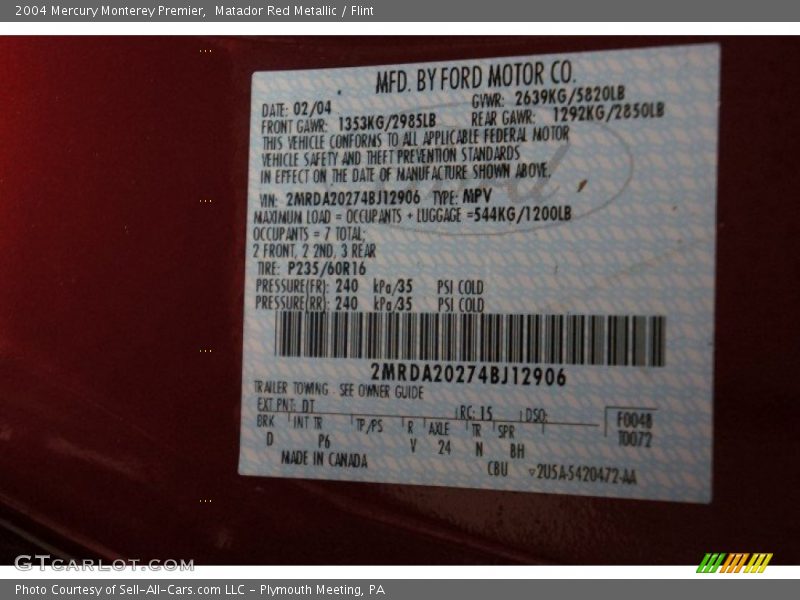 2004 Mercury Monterey Premier, Matador Red Metallic / Flint
MFD. BY FORD MOTOR CO.
DATE: 02/04 GVWR: 2639KG/5820LB
FRONT GAWR: 1353KG/2985LB REAR GAWR: 1292KG/2850LB
THIS VEHICLE CONFORMS TO ALL APPLICABLE FEDERAL MOTOR
VEHICLE SAFETY AND THEFT PREVENTION STANDARDS
IN EFFECT ON THE DATE OF MANUFACTURE SHOWN ABOVE.
VIN: 2MRDA20274BJ12906 TYPE: MPV
MAXIMUM LOAD = OCCUPANTS + LUGGAGE =544KG/1200LB
OCCUPANTS = 7 TOTAL;
2 FRONT, 2 2ND, 3 REAR
TIRE: P235/60R16
PRESSURE(FR): 240 kPa/35 PSI COLD
PRESSURE(RR): 240 kPa/35 PSI COLD
2MRDA20274BJ12906
TRAILER TOWING - SEE OWNER GUIDE
EXT PNT: DT RC: 15 DSO: F0048
BRK INT TR TP/PS R AXLE TR SPR T0072
D P6 V 24 N BH
MADE IN CANADA CBU 2U5A-5420472-AA
GTCARLOT.COM
Photo Courtesy of Sell-All-Cars.com LLC - Plymouth Meeting, PA